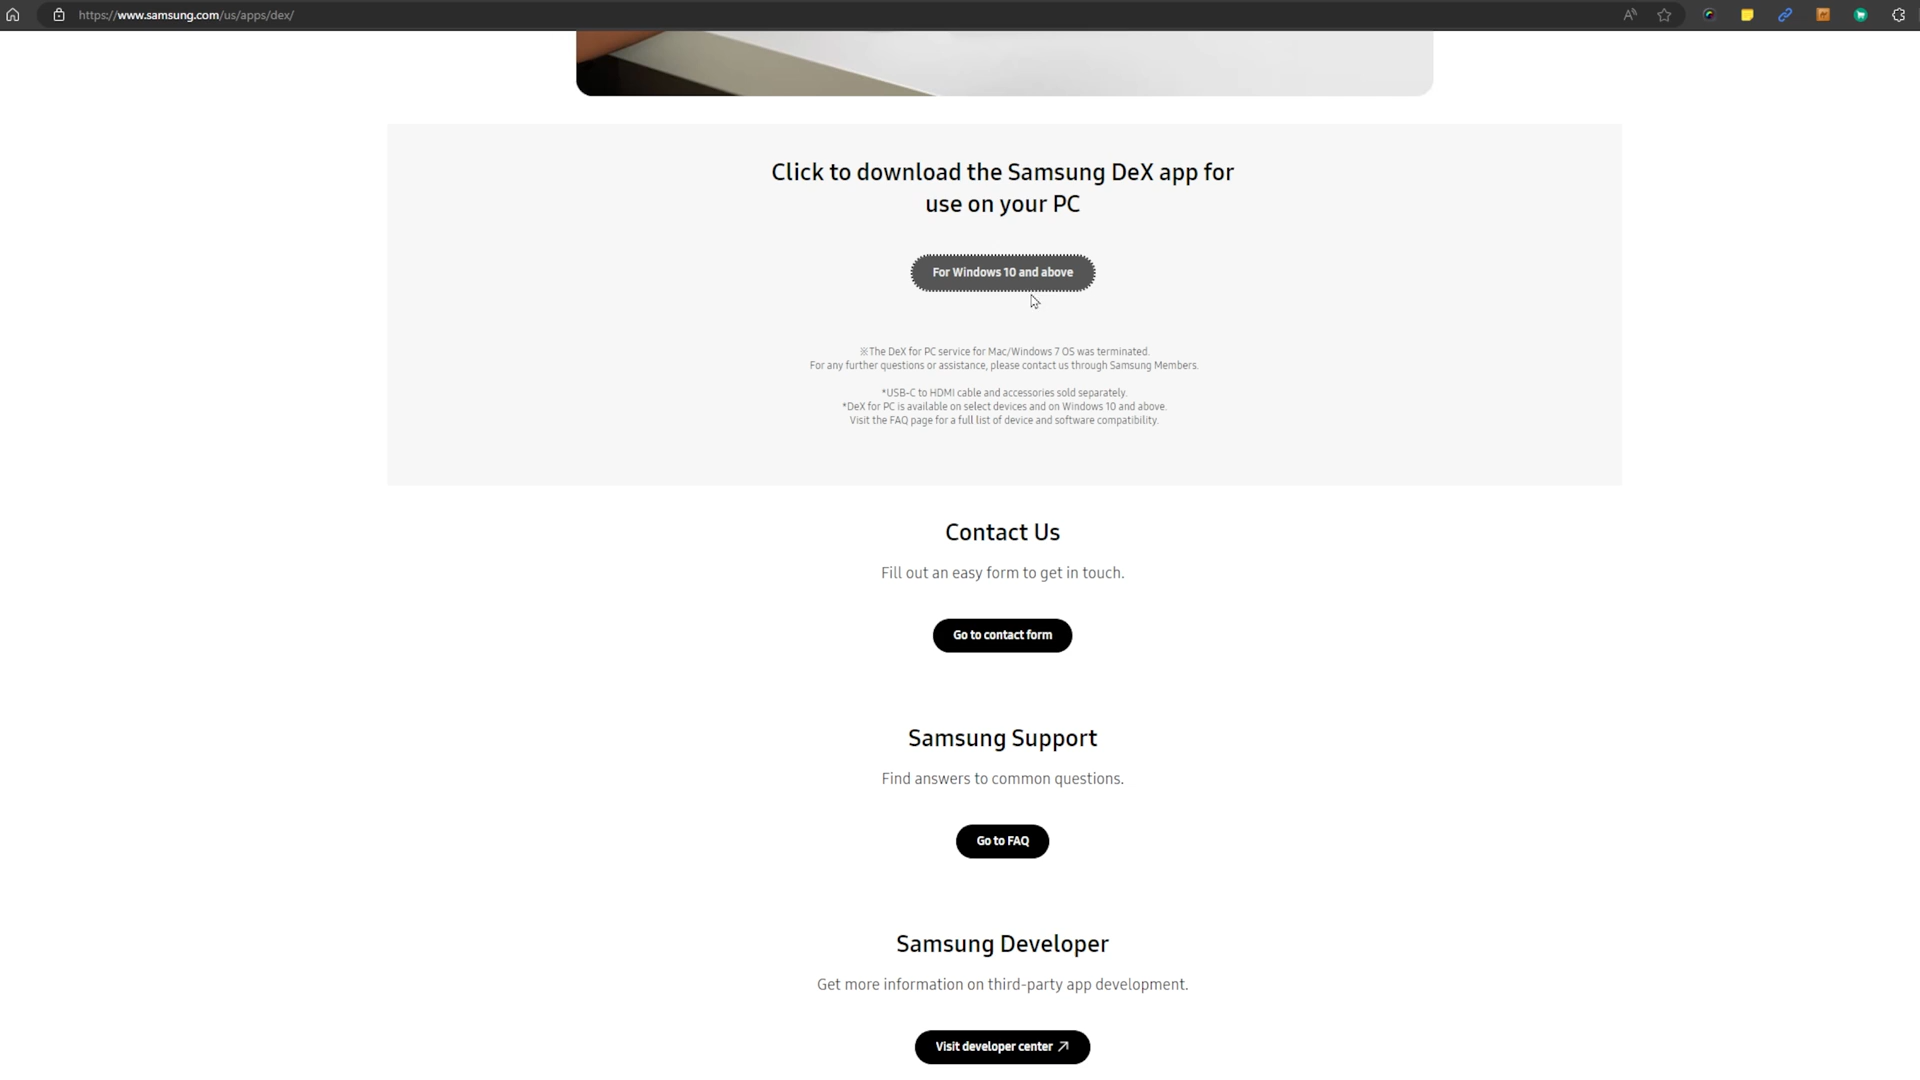 https://www.samsung.com/us/apps/dex/
Click to download the Samsung DeX app for
use on your PC
For Windows 10 and above
※The DeX for PC service for Mac/Windows 7 OS was terminated.
For any further questions or assistance, please contact us through Samsung Members.
*USB-C to HDMI cable and accessories sold separately.
*DeX for PC is available on select devices and on Windows 10 and above.
Visit the FAQ page for a full list of device and software compatibility.
Contact Us
Fill out an easy form to get in touch.
Go to contact form
Samsung Support
Find answers to common questions.
Go to FAQ
Samsung Developer
Get more information on third-party app development.
Visit developer center